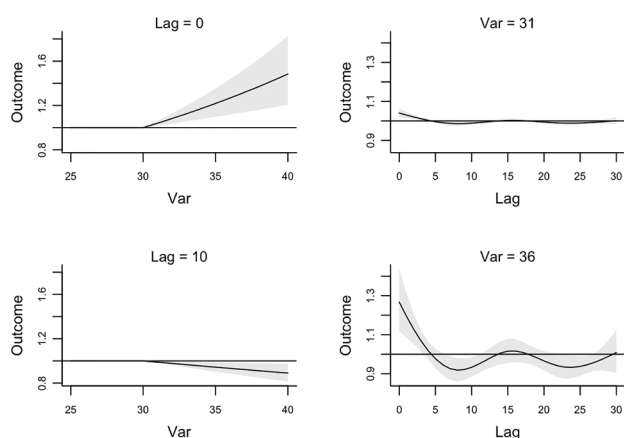 Lag = 0
Outcome
0.8 1.2 1.6
25 30 35 40
Var
Var = 31
Outcome
0.9 1.1 1.3
0 5 10 15 20 25 30
Lag
Lag = 10
Outcome
0.8 1.2 1.6
25 30 35 40
Var
Var = 36
Outcome
0.9 1.1 1.3
0 5 10 15 20 25 30
Lag